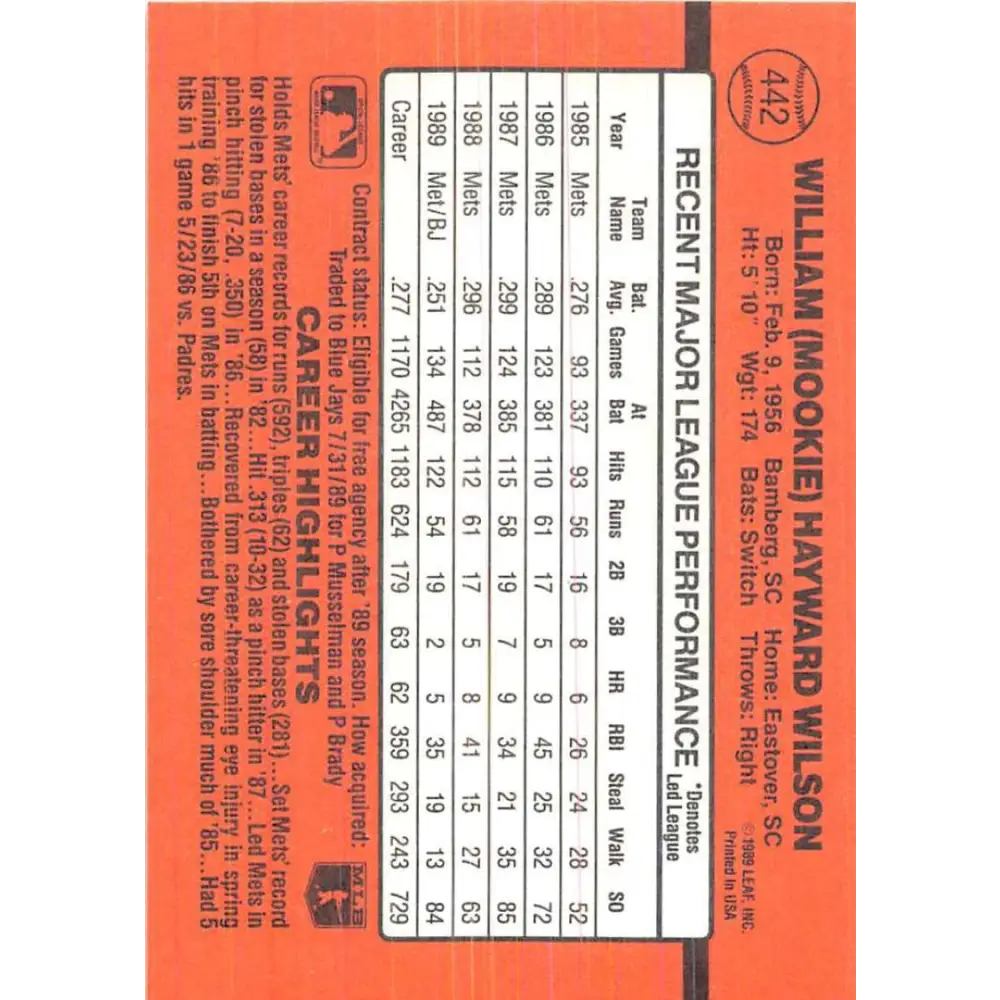 442
WILLIAM (MOOKIE) HAYWARD WILSON
Born: Feb. 9, 1956 Bamberg, SC Home: Eastover, SC
Ht: 5'10" Wgt: 174 Bats: Switch Throws: Right
©1989 LEAF, INC.
Printed In USA
RECENT MAJOR LEAGUE PERFORMANCE *Denotes Led League
Year Team Name Bat. Avg. Games At Bat Hits Runs 2B 3B HR RBI Steal Walk SO
1985 Mets .276 93 337 93 56 16 8 6 26 24 28 52
1986 Mets .289 123 381 110 61 17 5 9 45 25 32 72
1987 Mets .299 124 385 115 58 19 7 9 34 21 35 85
1988 Mets .296 112 378 112 61 17 5 8 41 15 27 63
1989 Met/BJ .251 134 487 122 54 19 2 5 35 19 13 84
Career .277 1170 4265 1183 624 179 63 62 359 293 243 729
Contract status: Eligible for free agency after '89 season. How acquired:
Traded to Blue Jays 7/31/89 for P Musselman and P Brady
MLB
CAREER HIGHLIGHTS
Holds Mets' career records for runs (592), triples (62) and stolen bases (281)...Set Mets' record
for stolen bases in a season (58) in '82...Hit .313 (10-32) as a pinch hitter in '87...Led Mets in
pinch hitting (7-20, .350) in '86...Recovered from career-threatening eye injury in spring
training '86 to finish 5th on Mets in batting...Bothered by sore shoulder much of '85...Had 5
hits in 1 game 5/23/86 vs. Padres.